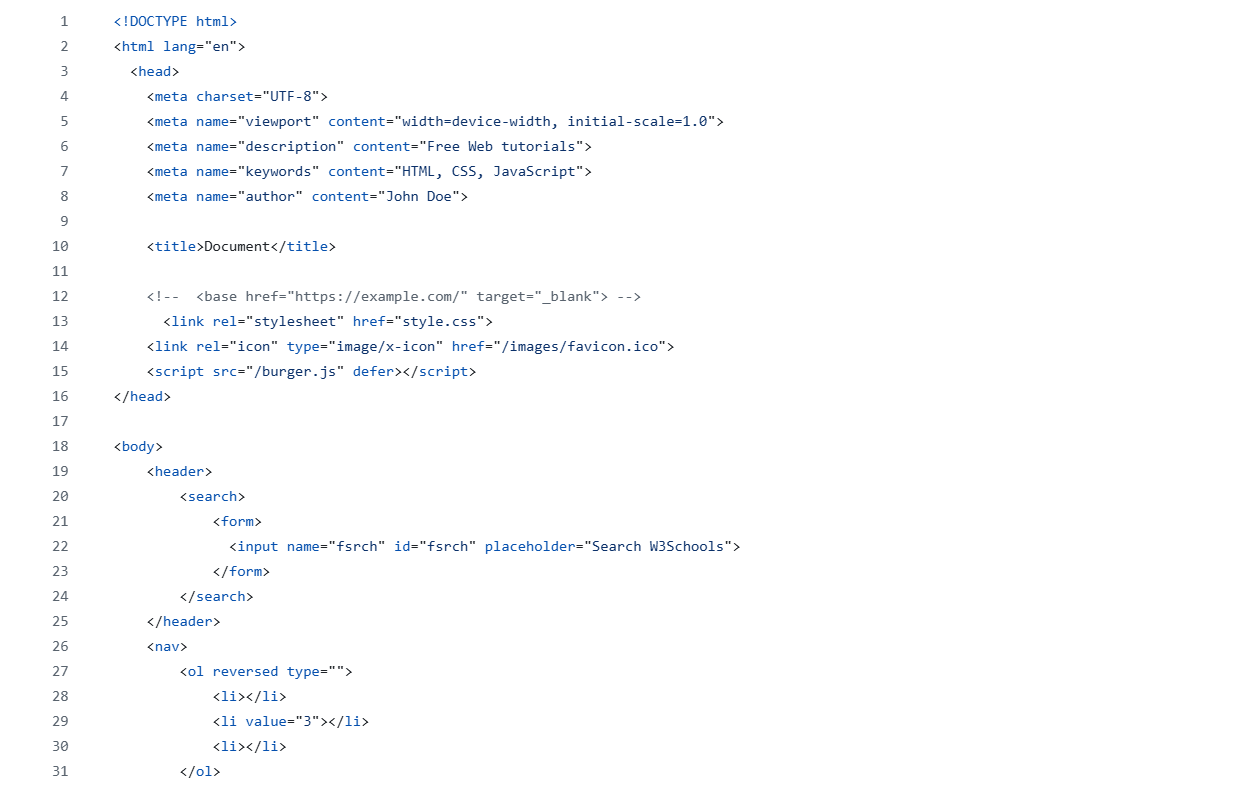 1 <!DOCTYPE html>
2 <html lang="en">
3   <head>
4     <meta charset="UTF-8">
5     <meta name="viewport" content="width=device-width, initial-scale=1.0">
6     <meta name="description" content="Free Web tutorials">
7     <meta name="keywords" content="HTML, CSS, JavaScript">
8     <meta name="author" content="John Doe">
9
10     <title>Document</title>
11
12     <!--  <base href="https://example.com/" target="_blank"> -->
13       <link rel="stylesheet" href="style.css">
14     <link rel="icon" type="image/x-icon" href="/images/favicon.ico">
15     <script src="/burger.js" defer></script>
16 </head>
17
18 <body>
19     <header>
20         <search>
21             <form>
22               <input name="fsrch" id="fsrch" placeholder="Search W3Schools">
23             </form>
24         </search>
25     </header>
26     <nav>
27         <ol reversed type="">
28             <li></li>
29             <li value="3"></li>
30             <li></li>
31         </ol>